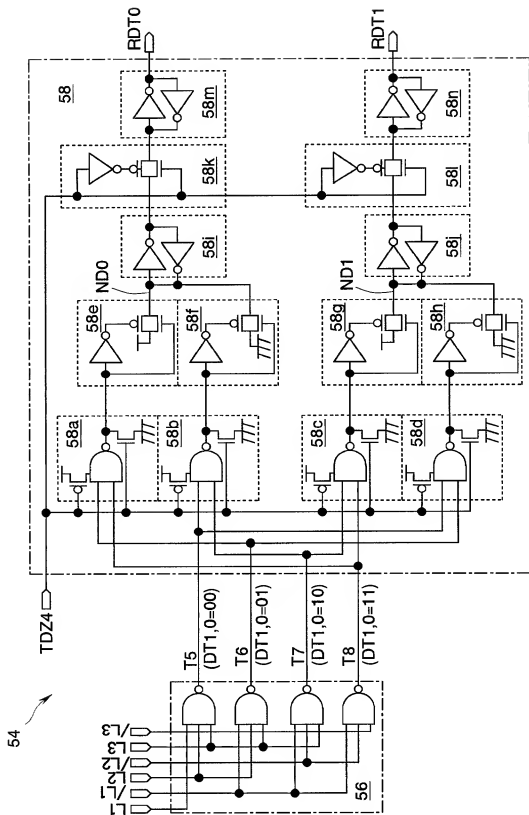 54
TDZ4
58
RDT0
RDT1
58a
58b
58c
58d
58e
58f
58g
58h
ND0
ND1
58i
58j
58k
58l
58m
58n
T5
(DT1,0=00)
T6
(DT1,0=01)
T7
(DT1,0=10)
T8
(DT1,0=11)
L1
/L1
L2
/L2
L3
/L3
56